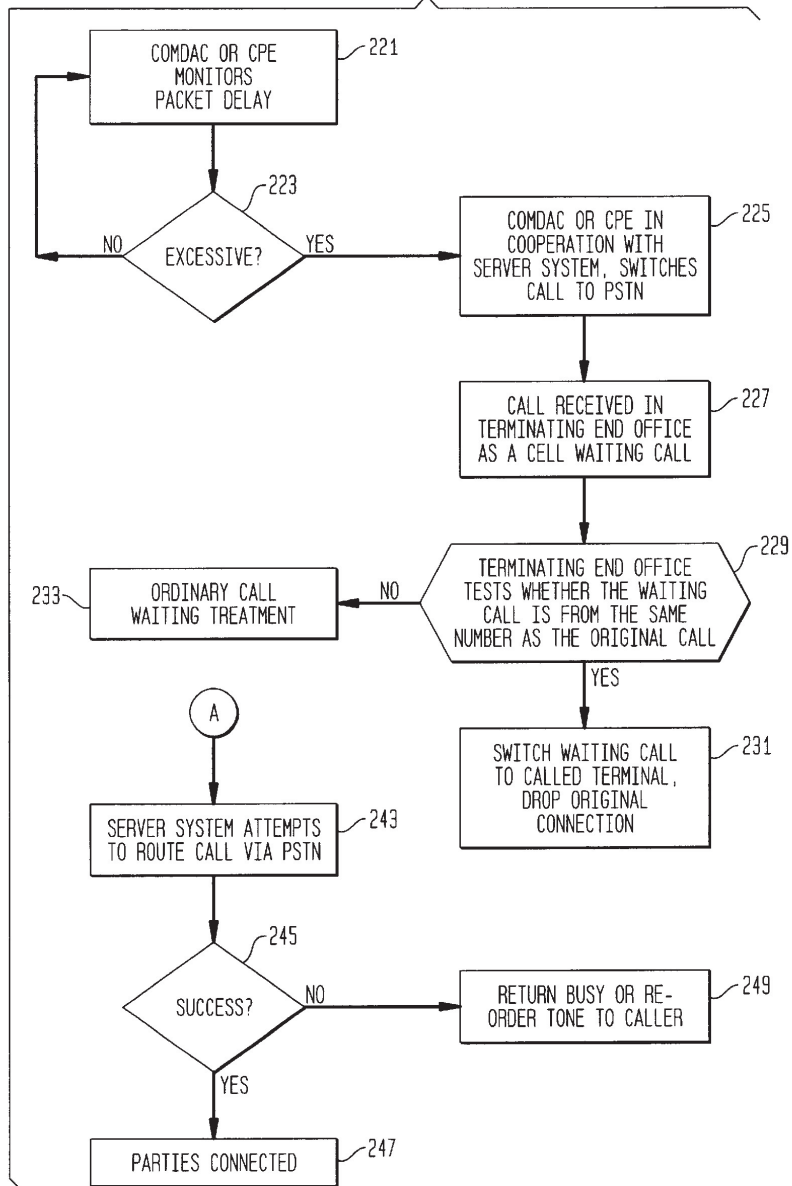 COMDAC OR CPE
MONITORS
PACKET DELAY
221
223
EXCESSIVE?
NO
YES
COMDAC OR CPE IN
COOPERATION WITH
SERVER SYSTEM, SWITCHES
CALL TO PSTN
225
CALL RECEIVED IN
TERMINATING END OFFICE
AS A CELL WAITING CALL
227
TERMINATING END OFFICE
TESTS WHETHER THE WAITING
CALL IS FROM THE SAME
NUMBER AS THE ORIGINAL CALL
229
NO
YES
233
ORDINARY CALL
WAITING TREATMENT
SWITCH WAITING CALL
TO CALLED TERMINAL,
DROP ORIGINAL
CONNECTION
231
A
SERVER SYSTEM ATTEMPTS
TO ROUTE CALL VIA PSTN
243
245
SUCCESS?
NO
YES
RETURN BUSY OR RE-
ORDER TONE TO CALLER
249
PARTIES CONNECTED
247